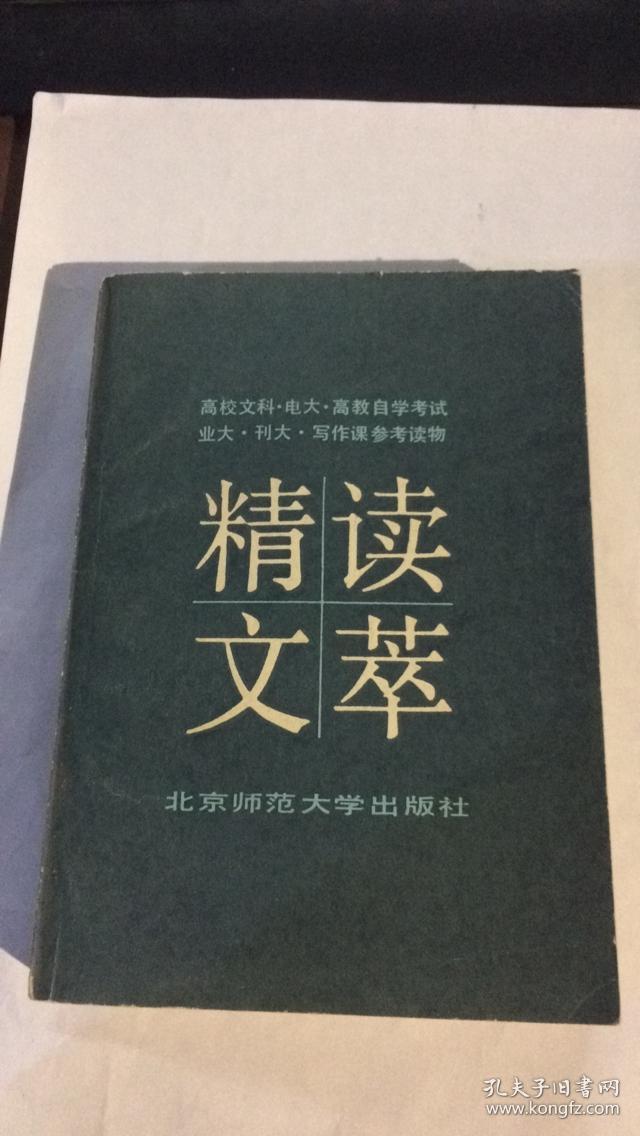 高校文科·电大·高教自学考试
业大·刊大·写作课参考读物
精读
文萃
北京师范大学出版社
孔夫子旧書网
www.kongfz.com